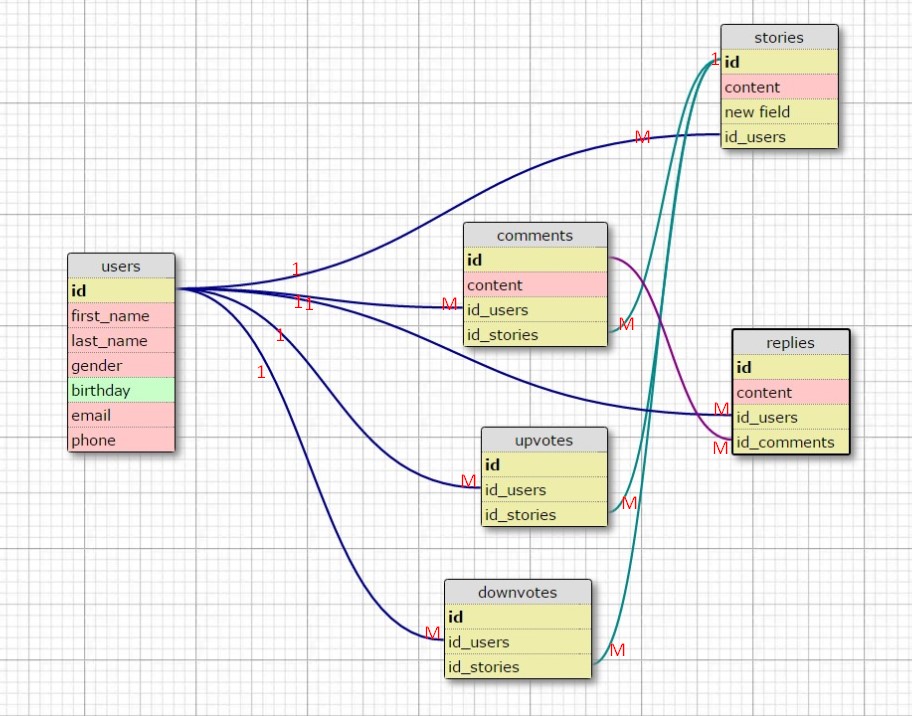 stories
1
id
content
new field
id_users
M
comments
id
content
id_users
id_stories
M
M
users
id
first_name
last_name
gender
birthday
email
phone
1
11
1
1
replies
id
content
id_users
id_comments
M
M
upvotes
id
id_users
id_stories
M
M
downvotes
id
id_users
id_stories
M
M